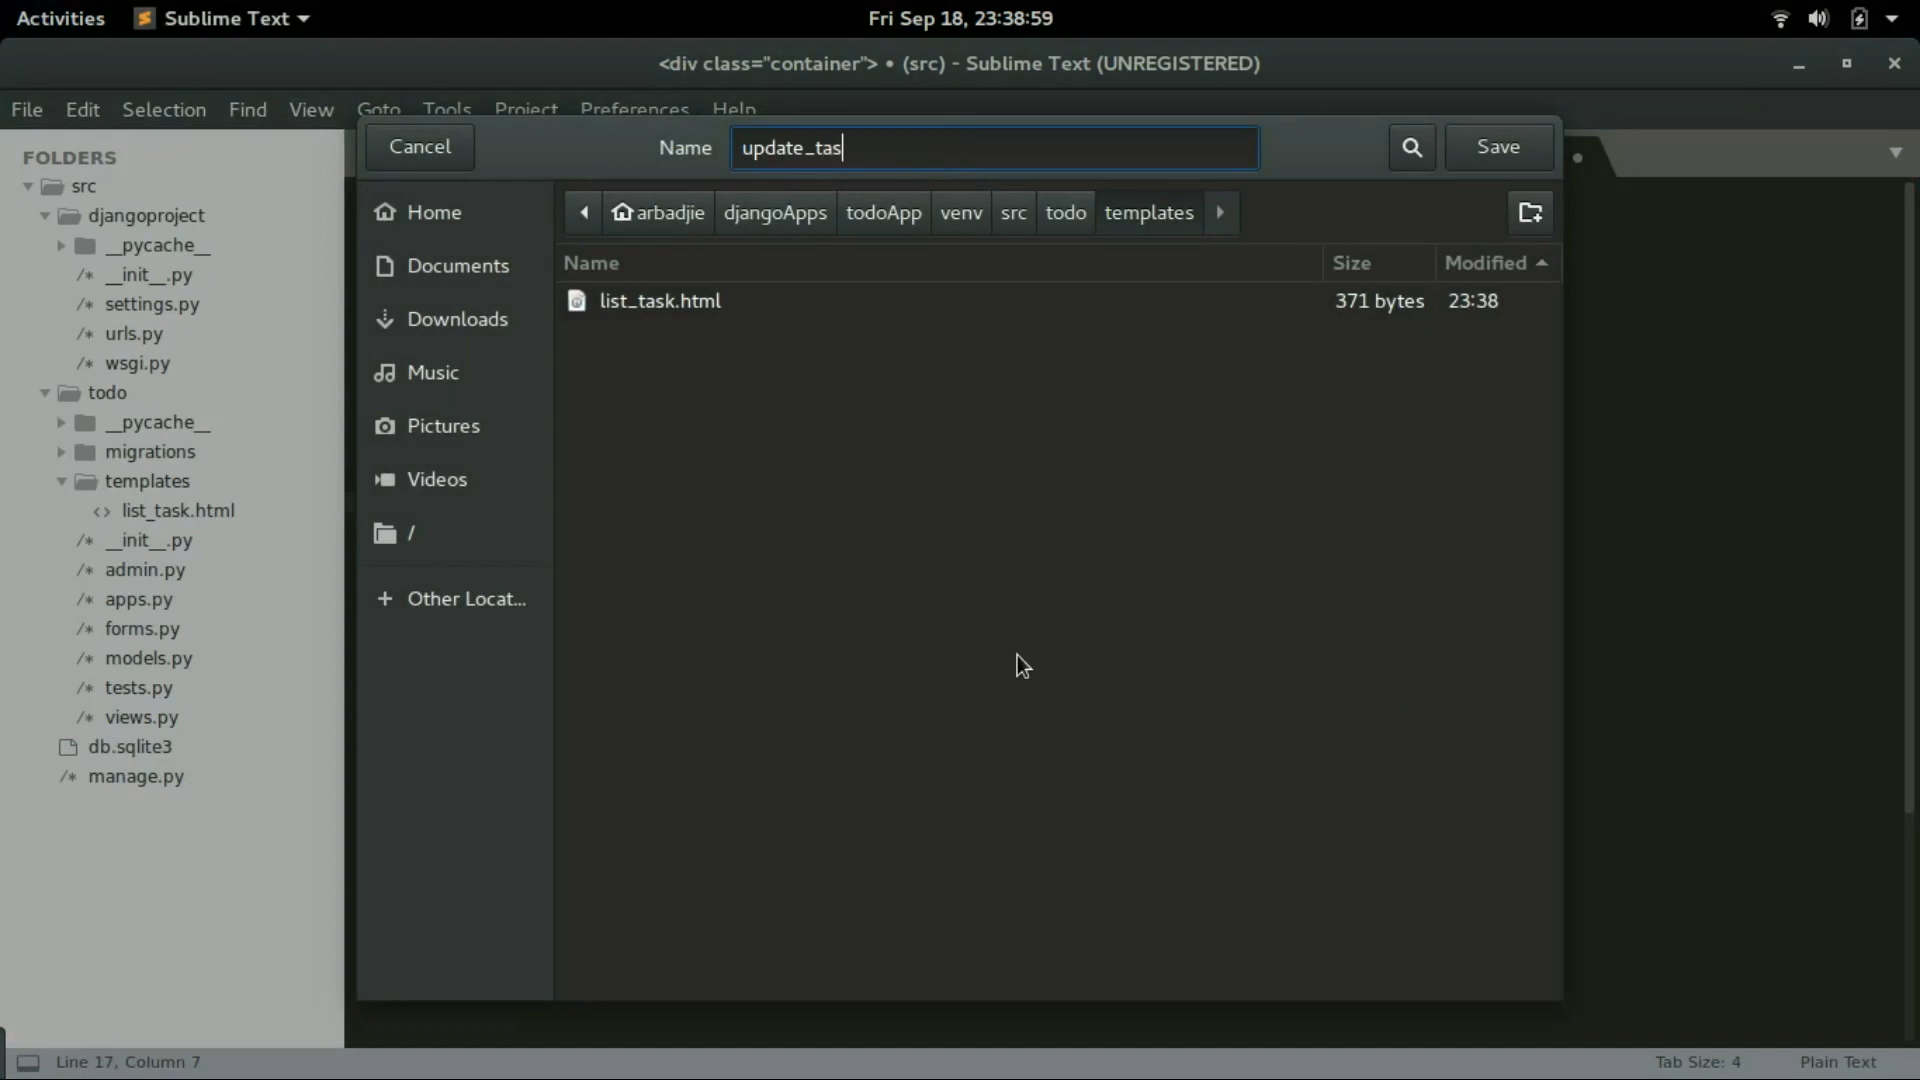 Activities Sublime Text Fri Sep 18, 23:38:59
<div class="container"> • (src) - Sublime Text (UNREGISTERED)
File Edit Selection Find View Goto Tools Project Preferences Help
Cancel Name update_tas Save
FOLDERS
src
djangoproject
__pycache__
__init__.py
settings.py
urls.py
wsgi.py
todo
__pycache__
migrations
templates
list_task.html
__init__.py
admin.py
apps.py
forms.py
models.py
tests.py
views.py
db.sqlite3
manage.py
Home
Documents
Downloads
Music
Pictures
Videos
/
+ Other Locat...
arbadjie djangoApps todoApp venv src todo templates
Name Size Modified
list_task.html 371 bytes 23:38
Line 17, Column 7 Tab Size: 4 Plain Text